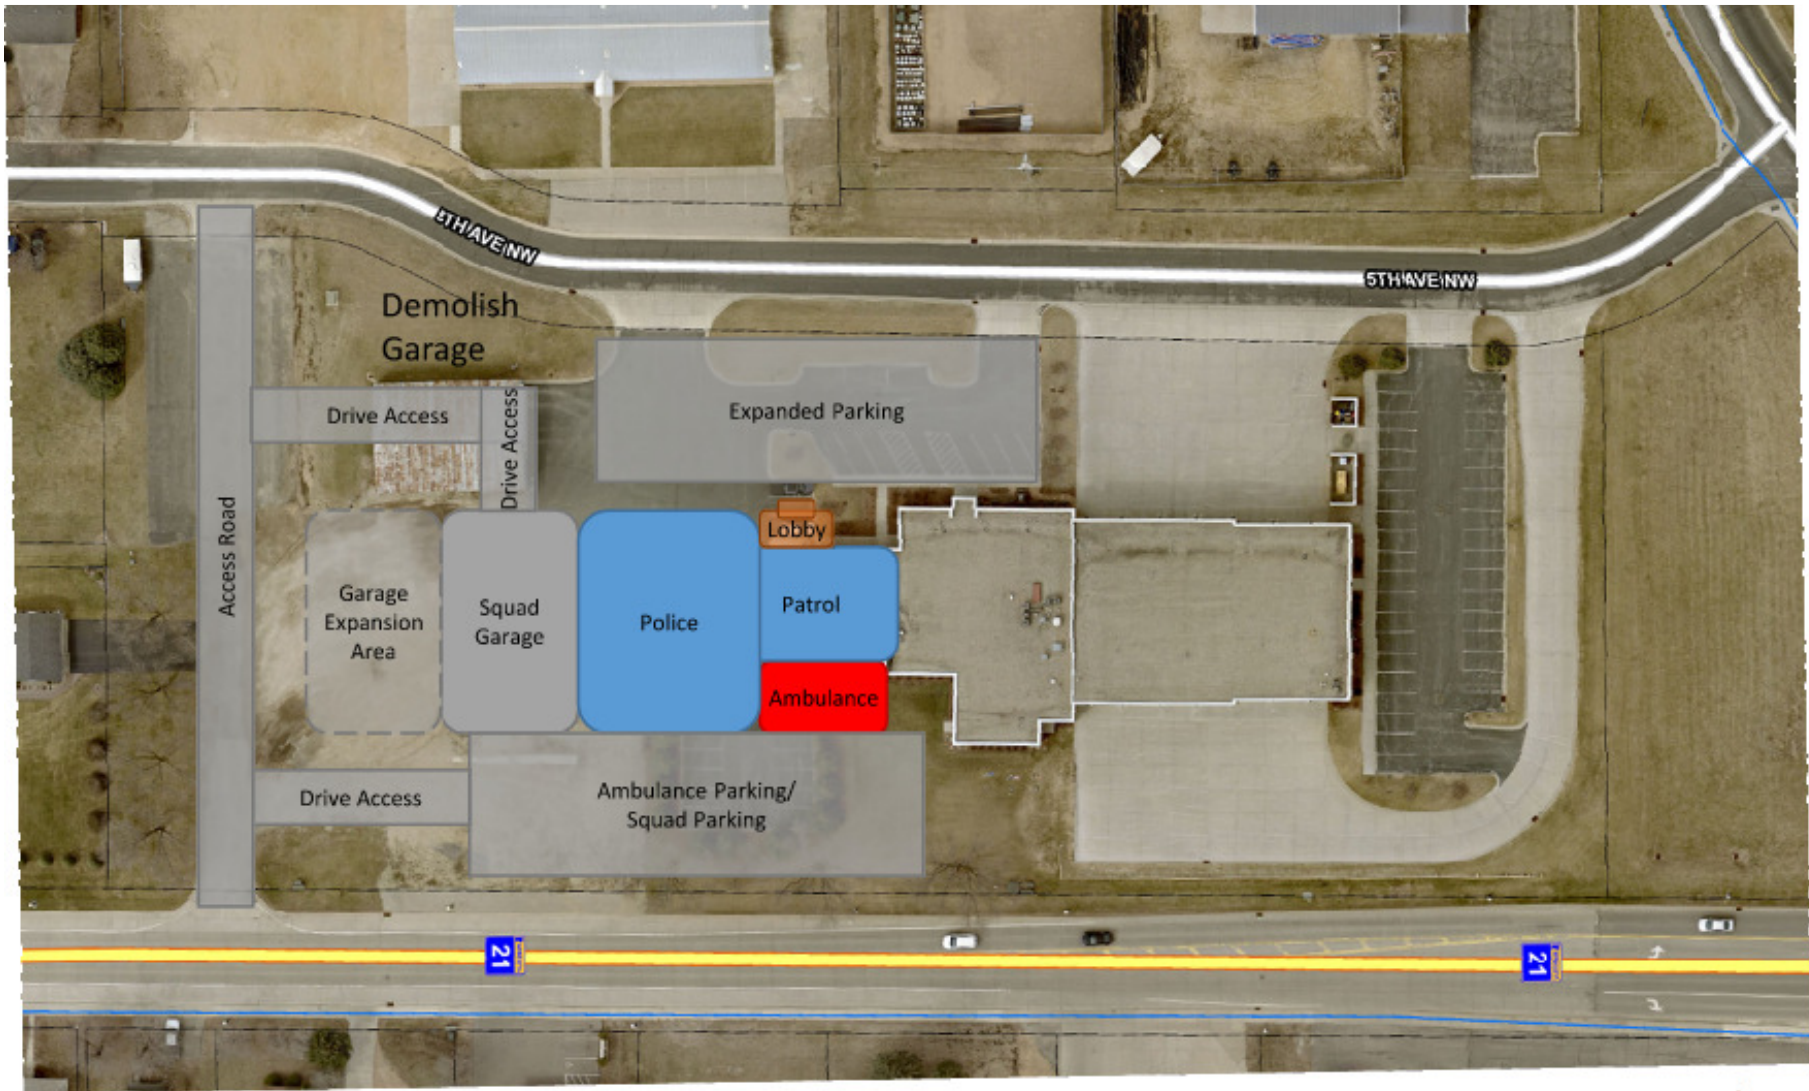 5TH AVE NW
5TH AVE NW
Demolish
Garage
Drive Access
Drive Access
Expanded Parking
Access Road
Lobby
Garage
Expansion
Area
Squad
Garage
Police
Patrol
Ambulance
Drive Access
Ambulance Parking/
Squad Parking
21
21